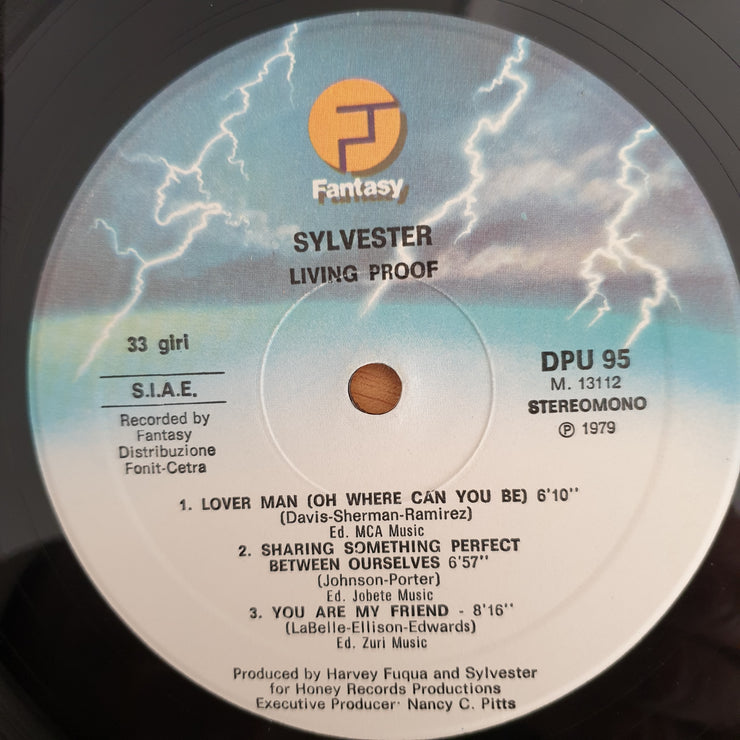 Fantasy
SYLVESTER
LIVING PROOF
33 giri
S.I.A.E.
Recorded by
Fantasy
Distribuzione
Fonit-Cetra
DPU 95
M. 13112
STEREOMONO
℗ 1979
1. LOVER MAN (OH WHERE CAN YOU BE) 6'10''
(Davis-Sherman-Ramirez)
Ed. MCA Music
2. SHARING SOMETHING PERFECT
BETWEEN OURSELVES 6'57''
(Johnson-Porter)
Ed. Jobete Music
3. YOU ARE MY FRIEND - 8'16''
(LaBelle-Ellison-Edwards)
Ed. Zuri Music
Produced by Harvey Fuqua and Sylvester
for Honey Records Productions
Executive Producer· Nancy C. Pitts